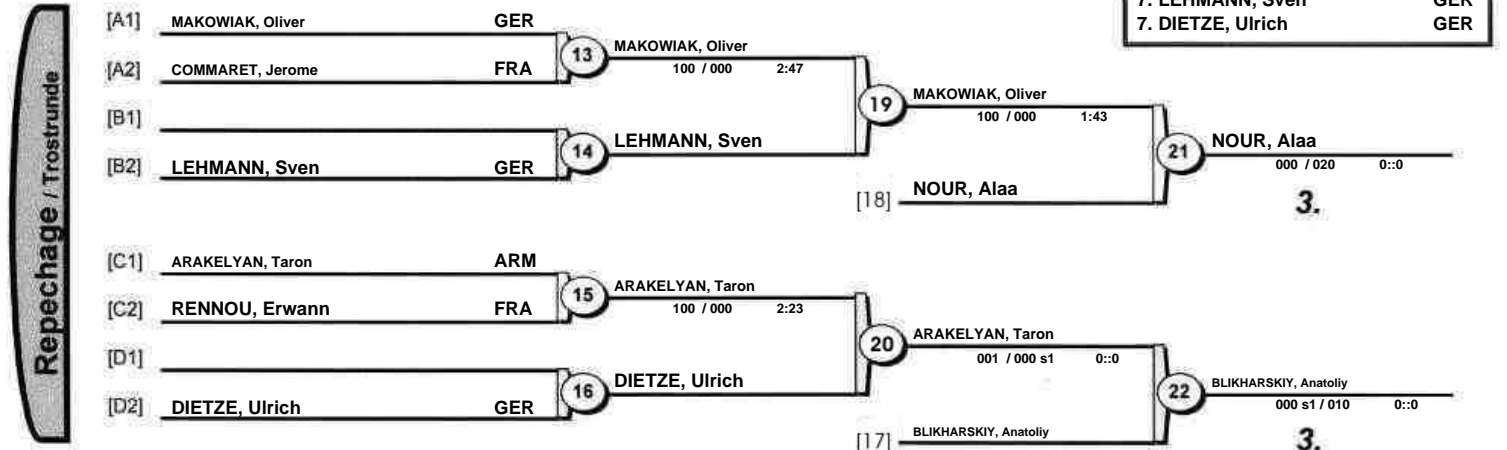 7. LEHMANN, Sven GER
7. DIETZE, Ulrich GER
Repechage / Trostrunde
[A1] MAKOWIAK, Oliver GER
13 MAKOWIAK, Oliver
100 / 000 2:47
[A2] COMMARET, Jerome FRA
19 MAKOWIAK, Oliver
100 / 000 1:43
[B1]
14 LEHMANN, Sven
[B2] LEHMANN, Sven GER
21 NOUR, Alaa
000 / 020 0::0
[18] NOUR, Alaa
3.
[C1] ARAKELYAN, Taron ARM
15 ARAKELYAN, Taron
100 / 000 2:23
[C2] RENNOU, Erwann FRA
20 ARAKELYAN, Taron
001 / 000 s1 0::0
[D1]
16 DIETZE, Ulrich
[D2] DIETZE, Ulrich GER
22 BLIKHARSKIY, Anatoliy
000 s1 / 010 0::0
[17] BLIKHARSKIY, Anatoliy
3.